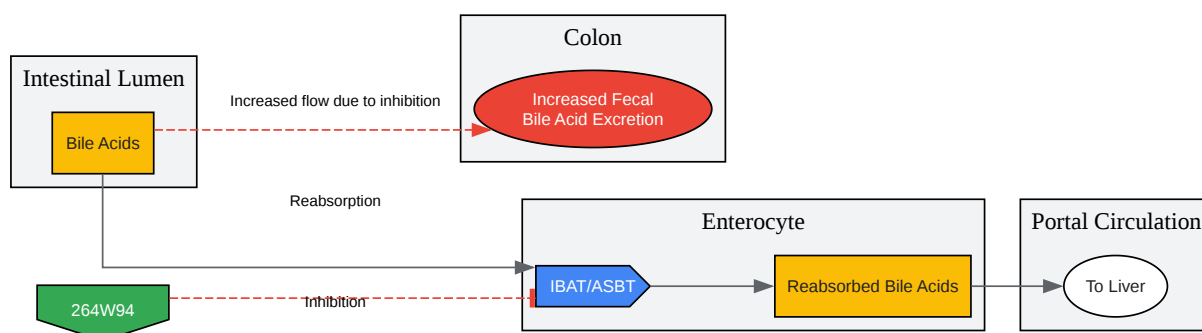 Colon
Intestinal Lumen
Increased flow due to inhibition
Increased Fecal
Bile Acid Excretion
Bile Acids
Reabsorption
Enterocyte
Portal Circulation
IBAT/ASBT
Reabsorbed Bile Acids
To Liver
264W94
Inhibition